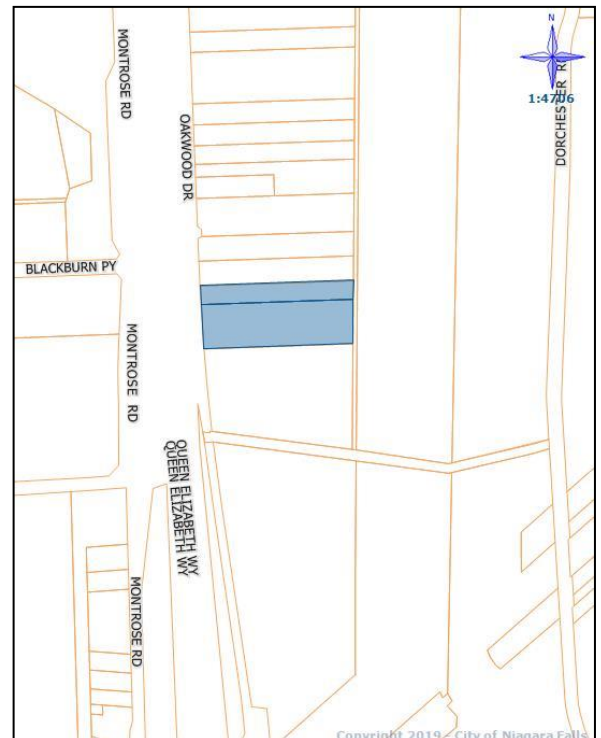 N
1:4706
MONTROSE RD
OAKWOOD DR
DORCHESTER R
BLACKBURN PY
MONTROSE RD
QUEEN ELIZABETH WY
QUEEN ELIZABETH WY
MONTROSE RD
Copyright 2019 - City of Niagara Falls